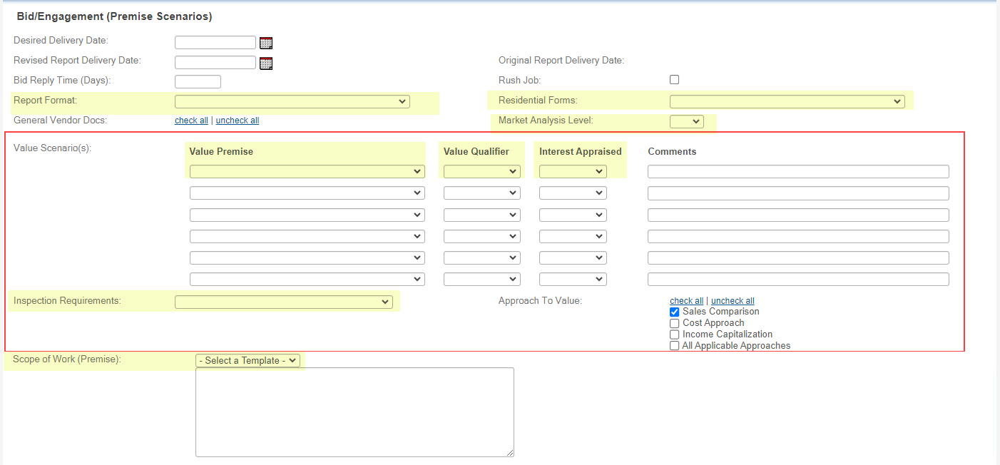 Bid/Engagement (Premise Scenarios)
Desired Delivery Date:
Revised Report Delivery Date: Original Report Delivery Date:
Bid Reply Time (Days): Rush Job:
Report Format: Residential Forms:
General Vendor Docs: check all | uncheck all Market Analysis Level:
Value Scenario(s): Value Premise Value Qualifier Interest Appraised Comments
Inspection Requirements: Approach To Value: check all | uncheck all
Sales Comparison
Cost Approach
Income Capitalization
All Applicable Approaches
Scope of Work (Premise): - Select a Template -